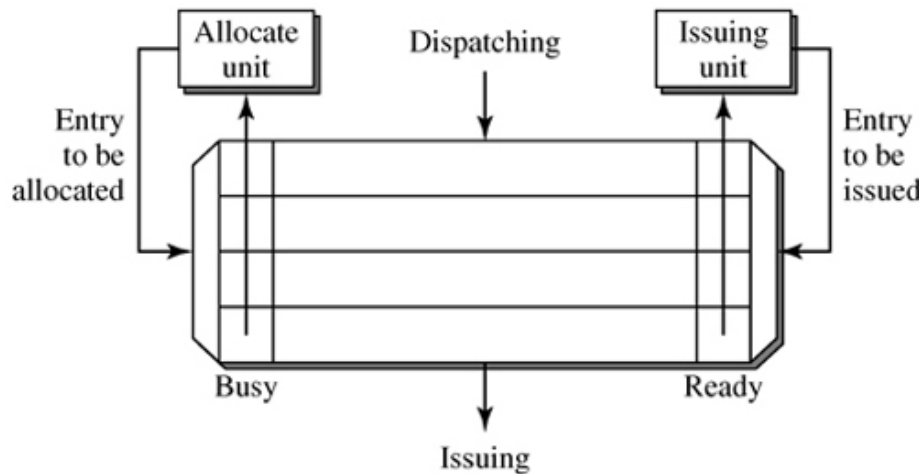 Allocate
unit
Dispatching
Issuing
unit
Entry
to be
allocated
Entry
to be
issued
Busy
Ready
Issuing